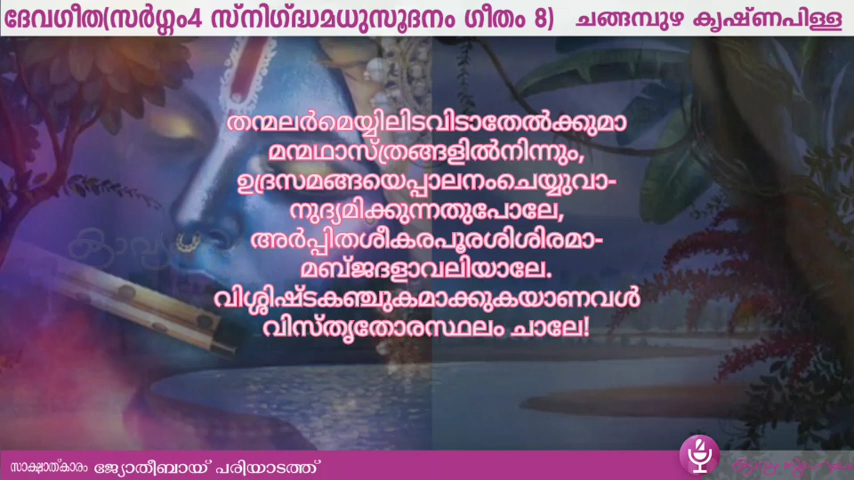 ദേവഗീത(സർഗ്ഗം4 സ്നിഗ്ദ്ധമധുസൂദനം ഗീതം 8) ചങ്ങമ്പുഴ കൃഷ്ണപിള്ള
തന്മലർമെയ്യിലിടവിടാതേൽക്കുമാ
മന്മഥാസ്ത്രങ്ങളിൽനിന്നും,
ഉദ്രസമങ്ങയെപ്പാലനംചെയ്യുവാ-
നുദ്യമിക്കുന്നതുപോലേ,
അർപ്പിതശീകരപൂരശിശിരമാ-
മബ്ജദളാവലിയാലേ.
വിശ്ലിഷ്ടകഞ്ചുകമാക്കുകയാണവൾ
വിസ്തൃതോരസ്ഥലം ചാലേ!
സാക്ഷാത്കാരം ജ്യോതീബായ് പരിയാടത്ത്